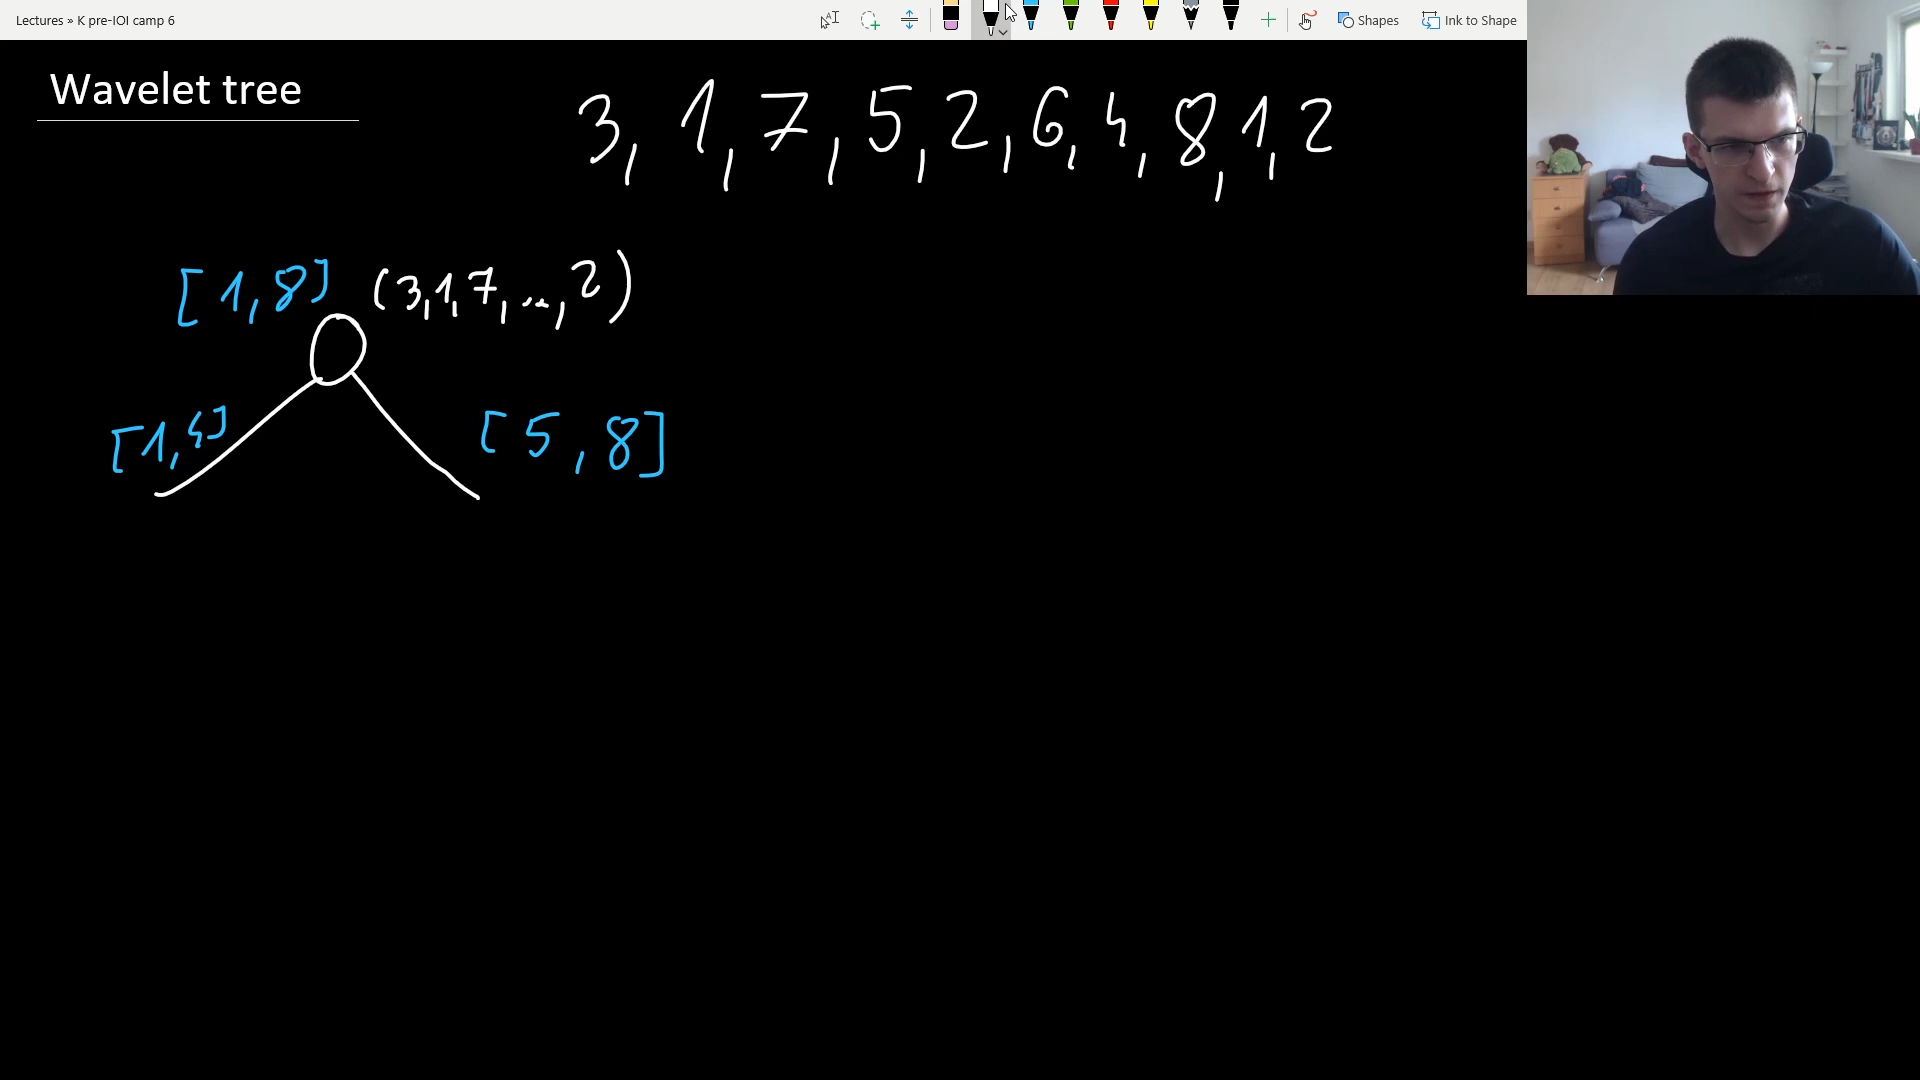 Lectures » K pre-IOI camp 6
Shapes
Ink to Shape
Wavelet tree
3, 1, 7, 5, 2, 6, 4, 8, 1, 2
[1,8] (3,1,7,...,2)
[1,4] [5,8]